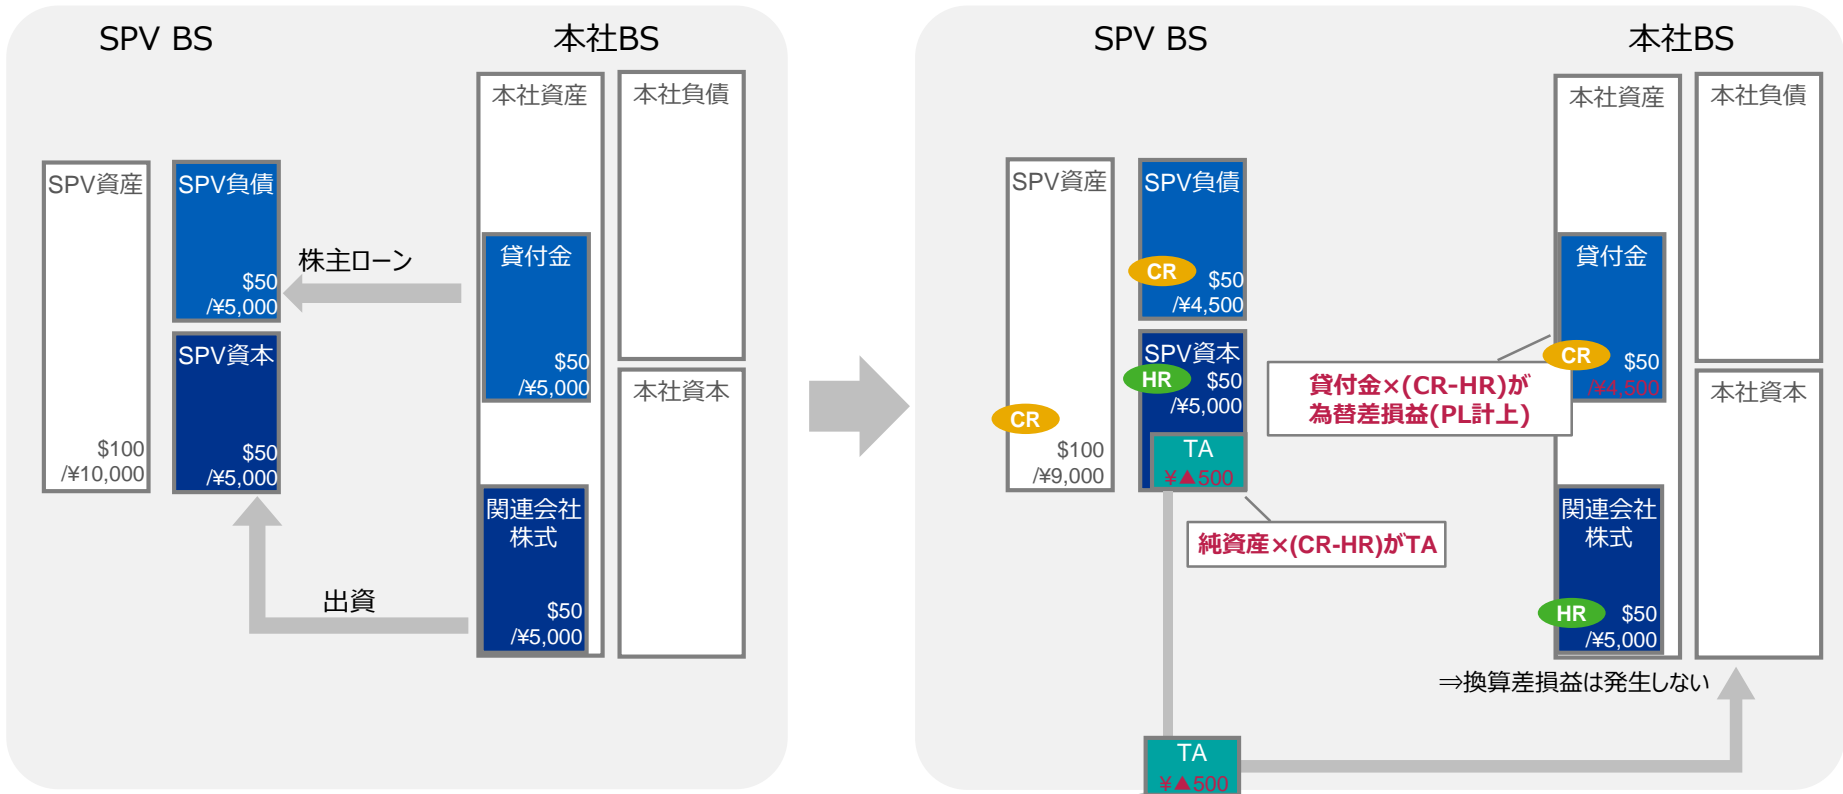 SPV BS
本社BS
本社資産
本社負債
SPV資産
SPV負債
株主ローン
貸付金
$50
/¥5,000
SPV資本
$50
/¥5,000
本社資本
$100
/¥10,000
$50
/¥5,000
関連会社
株式
出資
$50
/¥5,000
SPV BS
本社BS
本社資産
本社負債
SPV資産
SPV負債
CR
$50
/¥4,500
貸付金
SPV資本
HR
$50
/¥5,000
CR
$50
/¥4,500
貸付金×(CR-HR)が
為替差損益(PL計上)
本社資本
CR
$100
/¥9,000
TA
¥▲500
純資産×(CR-HR)がTA
関連会社
株式
HR
$50
/¥5,000
⇒換算差損益は発生しない
TA
¥▲500